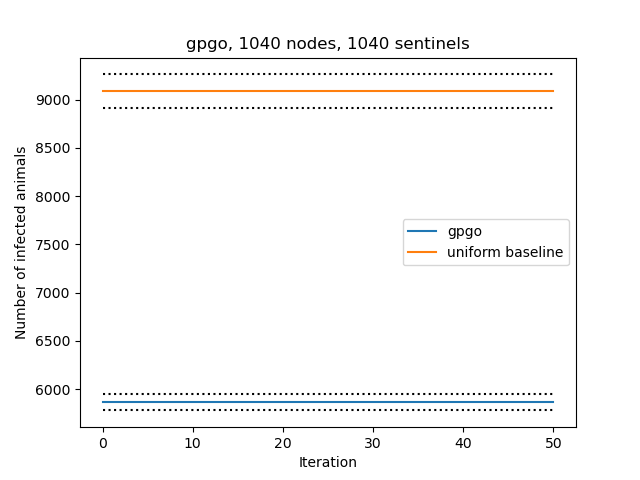 gpgo, 1040 nodes, 1040 sentinels
9000
8500
8000
7500
7000
6500
6000
Number of infected animals
gpgo
uniform baseline
0 10 20 30 40 50
Iteration